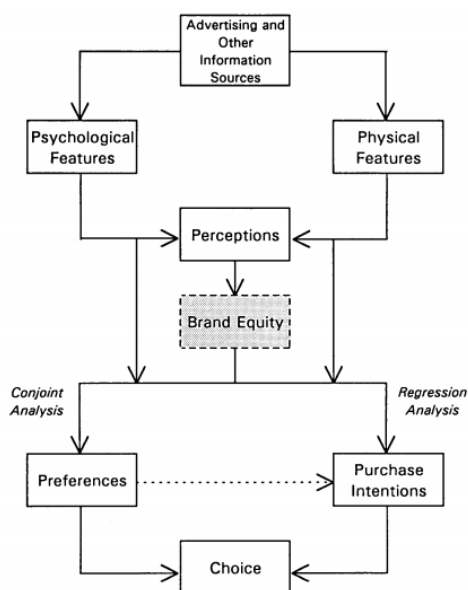 Advertising and
Other
Information
Sources
Psychological
Features
Physical
Features
Perceptions
Brand Equity
Conjoint
Analysis
Regression
Analysis
Preferences
Purchase
Intentions
Choice